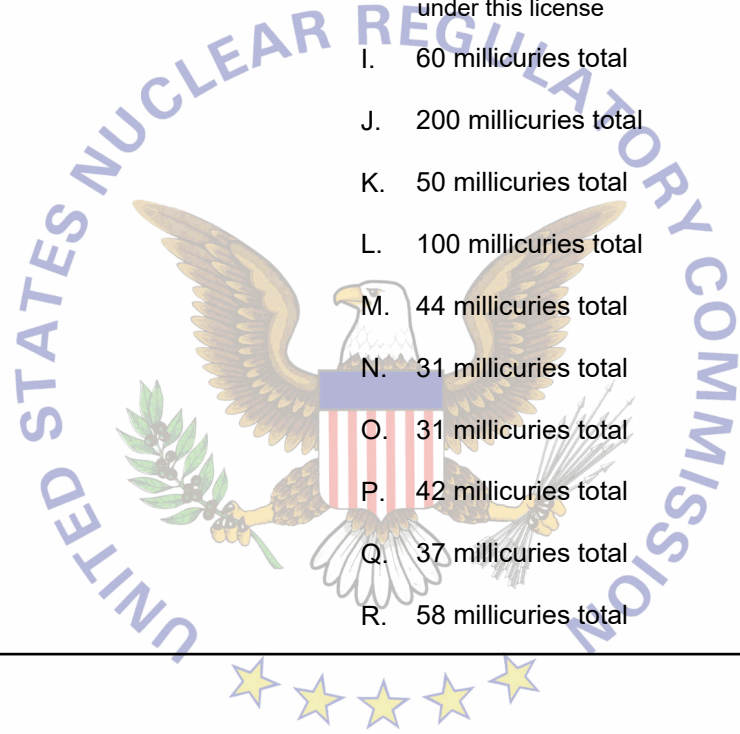 under this license
I. 60 millicuries total
J. 200 millicuries total
K. 50 millicuries total
L. 100 millicuries total
M. 44 millicuries total
N. 31 millicuries total
O. 31 millicuries total
P. 42 millicuries total
Q. 37 millicuries total
R. 58 millicuries total
UNITED STATES NUCLEAR REGULATORY COMMISSION